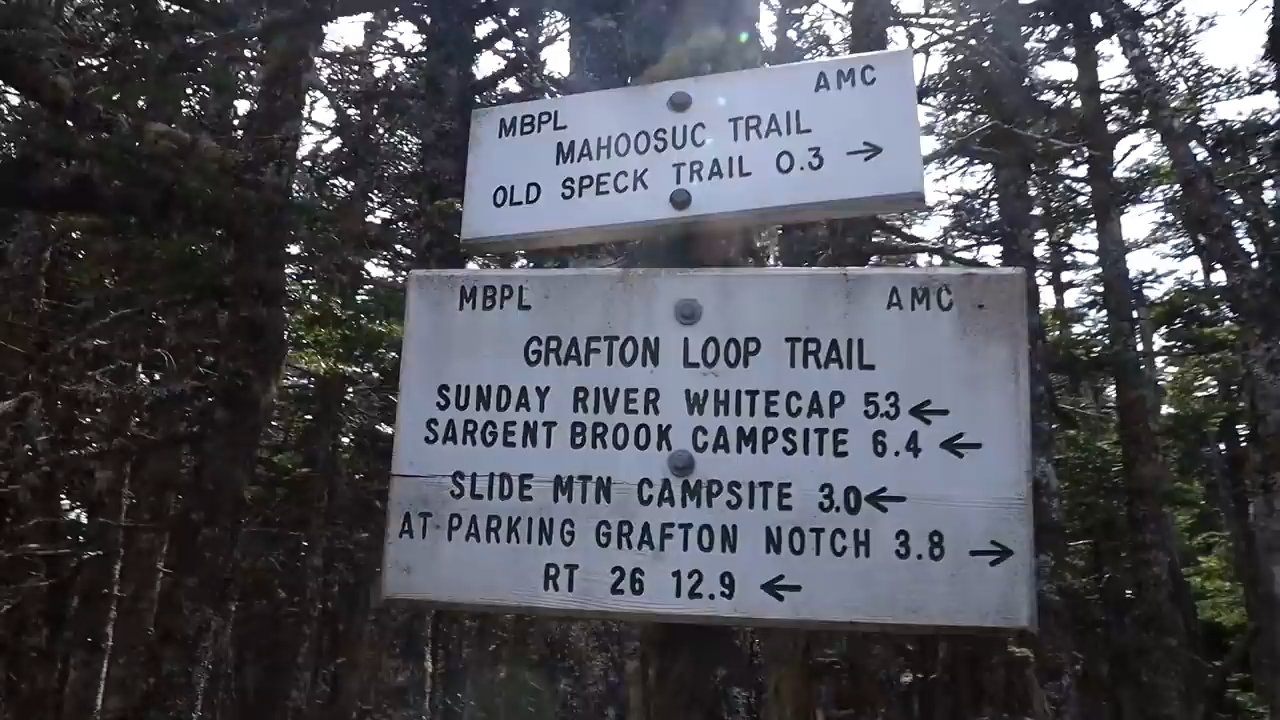 MBPL AMC
MAHOOSUC TRAIL
OLD SPECK TRAIL 0.3 →
MBPL AMC
GRAFTON LOOP TRAIL
SUNDAY RIVER WHITECAP 5.3 ←
SARGENT BROOK CAMPSITE 6.4 ←
SLIDE MTN CAMPSITE 3.0 ←
AT PARKING GRAFTON NOTCH 3.8 →
RT 26 12.9 ←